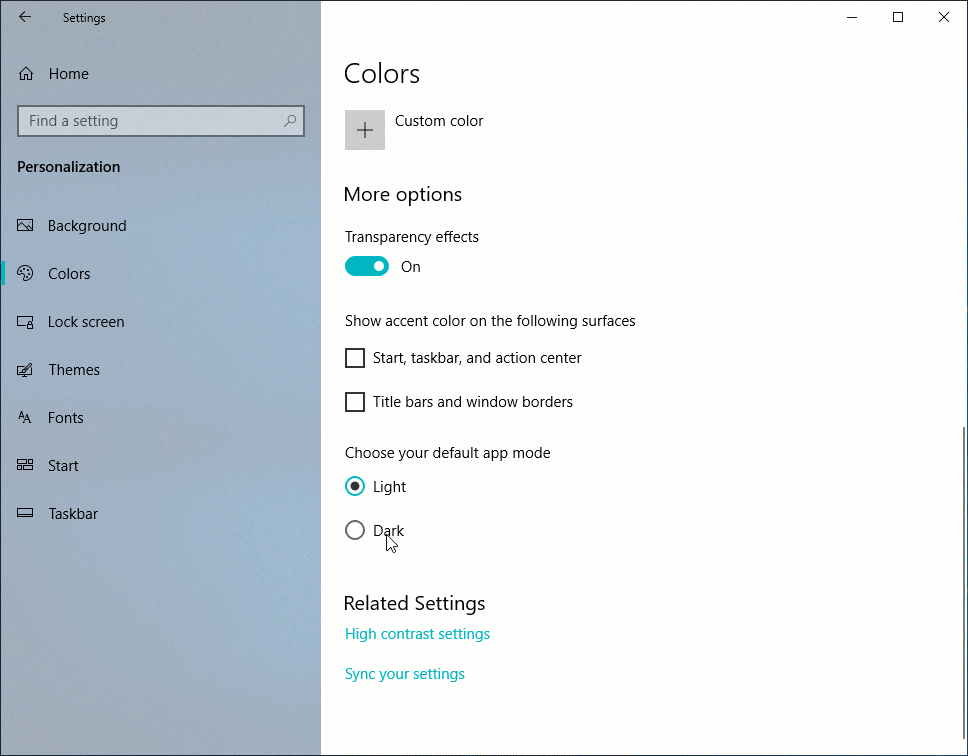 Settings
Home
Find a setting
Personalization
Background
Colors
Lock screen
Themes
Fonts
Start
Taskbar
Colors
Custom color
More options
Transparency effects
On
Show accent color on the following surfaces
Start, taskbar, and action center
Title bars and window borders
Choose your default app mode
Light
Dark
Related Settings
High contrast settings
Sync your settings